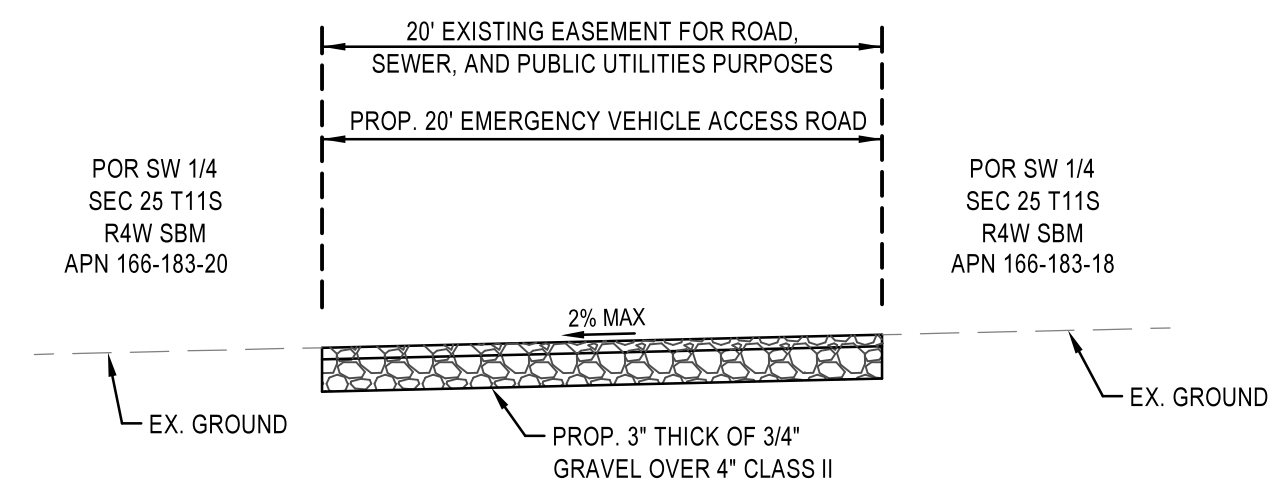 20' EXISTING EASEMENT FOR ROAD,
SEWER, AND PUBLIC UTILITIES PURPOSES
PROP. 20' EMERGENCY VEHICLE ACCESS ROAD
POR SW 1/4
SEC 25 T11S
R4W SBM
APN 166-183-20
POR SW 1/4
SEC 25 T11S
R4W SBM
APN 166-183-18
2% MAX
EX. GROUND
EX. GROUND
PROP. 3" THICK OF 3/4"
GRAVEL OVER 4" CLASS II